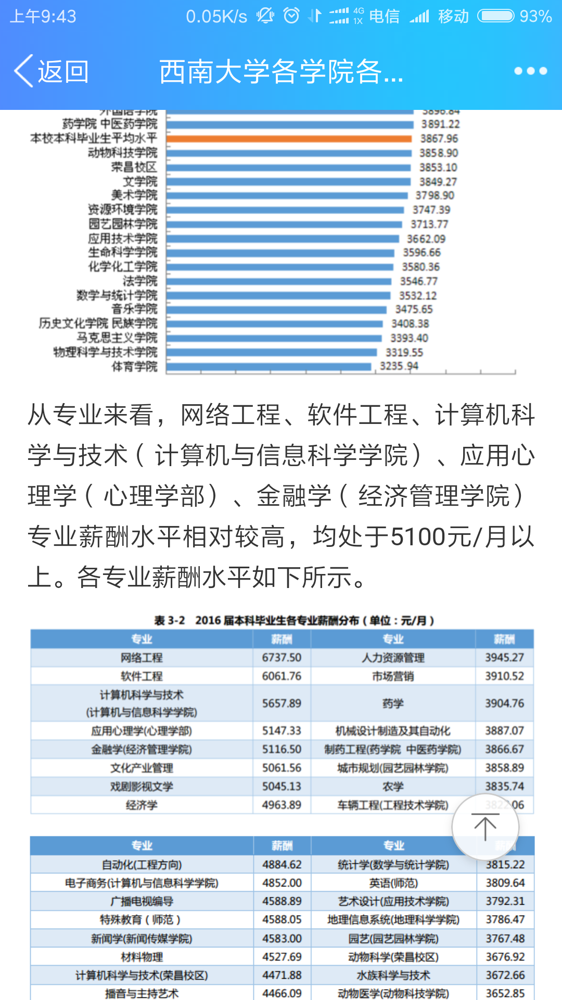 上午9:43 0.05K/s 4G 1X 电信 移动 93%
返回 西南大学各学院各...
外国语学院 3896.84
药学院 中医药学院 3891.22
本校本科毕业生平均水平 3867.96
动物科技学院 3858.90
荣昌校区 3853.10
文学院 3849.27
美术学院 3798.90
资源环境学院 3747.39
园艺园林学院 3713.77
应用技术学院 3662.09
生命科学学院 3596.66
化学化工学院 3580.36
法学院 3546.77
数学与统计学院 3532.12
音乐学院 3475.65
历史文化学院 民族学院 3408.38
马克思主义学院 3393.40
物理科学与技术学院 3319.55
体育学院 3235.94
从专业来看，网络工程、软件工程、计算机科
学与技术（计算机与信息科学学院）、应用心
理学（心理学部）、金融学（经济管理学院）
专业薪酬水平相对较高，均处于5100元/月以
上。各专业薪酬水平如下所示。
表 3-2 2016 届本科毕业生各专业薪酬分布（单位：元/月）
专业 薪酬 专业 薪酬
网络工程 6737.50 人力资源管理 3945.27
软件工程 6061.76 市场营销 3910.52
计算机科学与技术
(计算机与信息科学学院) 5657.89 药学 3904.76
应用心理学(心理学部) 5147.33 机械设计制造及其自动化 3887.07
金融学(经济管理学院) 5116.50 制药工程(药学院 中医药学院) 3866.67
文化产业管理 5061.56 城市规划(园艺园林学院) 3858.89
戏剧影视文学 5045.13 农学 3835.74
经济学 4963.89 车辆工程(工程技术学院) 3822.06
专业 薪酬 专业 薪酬
自动化(工程方向) 4884.62 统计学(数学与统计学院) 3815.22
电子商务(计算机与信息科学学院) 4852.00 英语(师范) 3809.64
广播电视编导 4588.89 艺术设计(应用技术学院) 3792.31
特殊教育（师范） 4588.05 地理信息系统(地理科学学院) 3786.47
新闻学(新闻传媒学院) 4583.00 园艺(园艺园林学院) 3767.48
材料物理 4527.69 动物科学(荣昌校区) 3676.92
计算机科学与技术(荣昌校区) 4471.88 水族科学与技术 3672.66
播音与主持艺术 4466.09 动物医学(动物科技学院) 3652.85